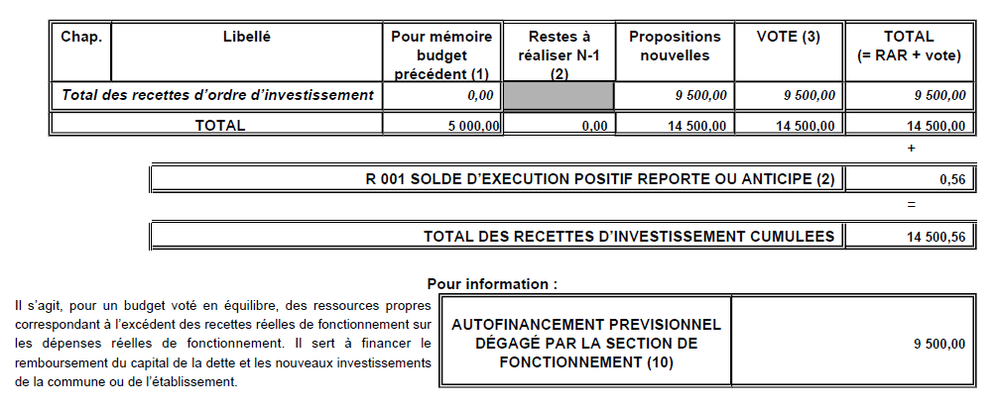 Chap. Libellé Pour mémoire budget précédent (1) Restes à réaliser N-1 (2) Propositions nouvelles VOTE (3) TOTAL (= RAR + vote)
Total des recettes d’ordre d’investissement 0,00 9 500,00 9 500,00 9 500,00
TOTAL 5 000,00 0,00 14 500,00 14 500,00 14 500,00
+
R 001 SOLDE D’EXECUTION POSITIF REPORTE OU ANTICIPE (2) 0,56
=
TOTAL DES RECETTES D’INVESTISSEMENT CUMULEES 14 500,56
Pour information :
Il s’agit, pour un budget voté en équilibre, des ressources propres
correspondant à l’excédent des recettes réelles de fonctionnement sur
les dépenses réelles de fonctionnement. Il sert à financer le
remboursement du capital de la dette et les nouveaux investissements
de la commune ou de l’établissement.
AUTOFINANCEMENT PREVISIONNEL
DÉGAGÉ PAR LA SECTION DE
FONCTIONNEMENT (10)
9 500,00